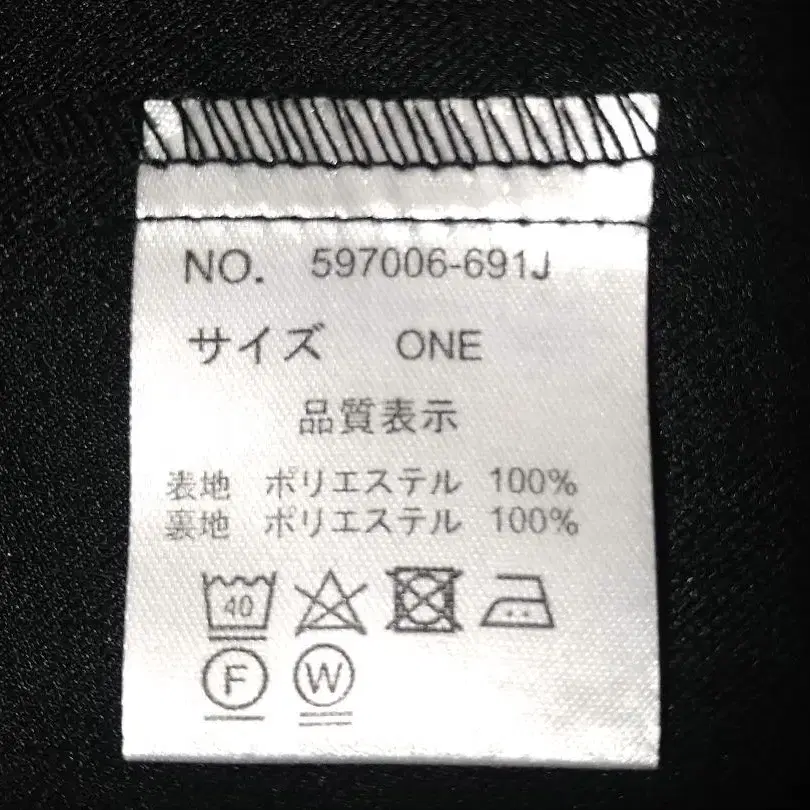 NO. 597006-691J
サイズ ONE
品質表示
表地 ポリエステル 100%
裏地 ポリエステル 100%
40
F W